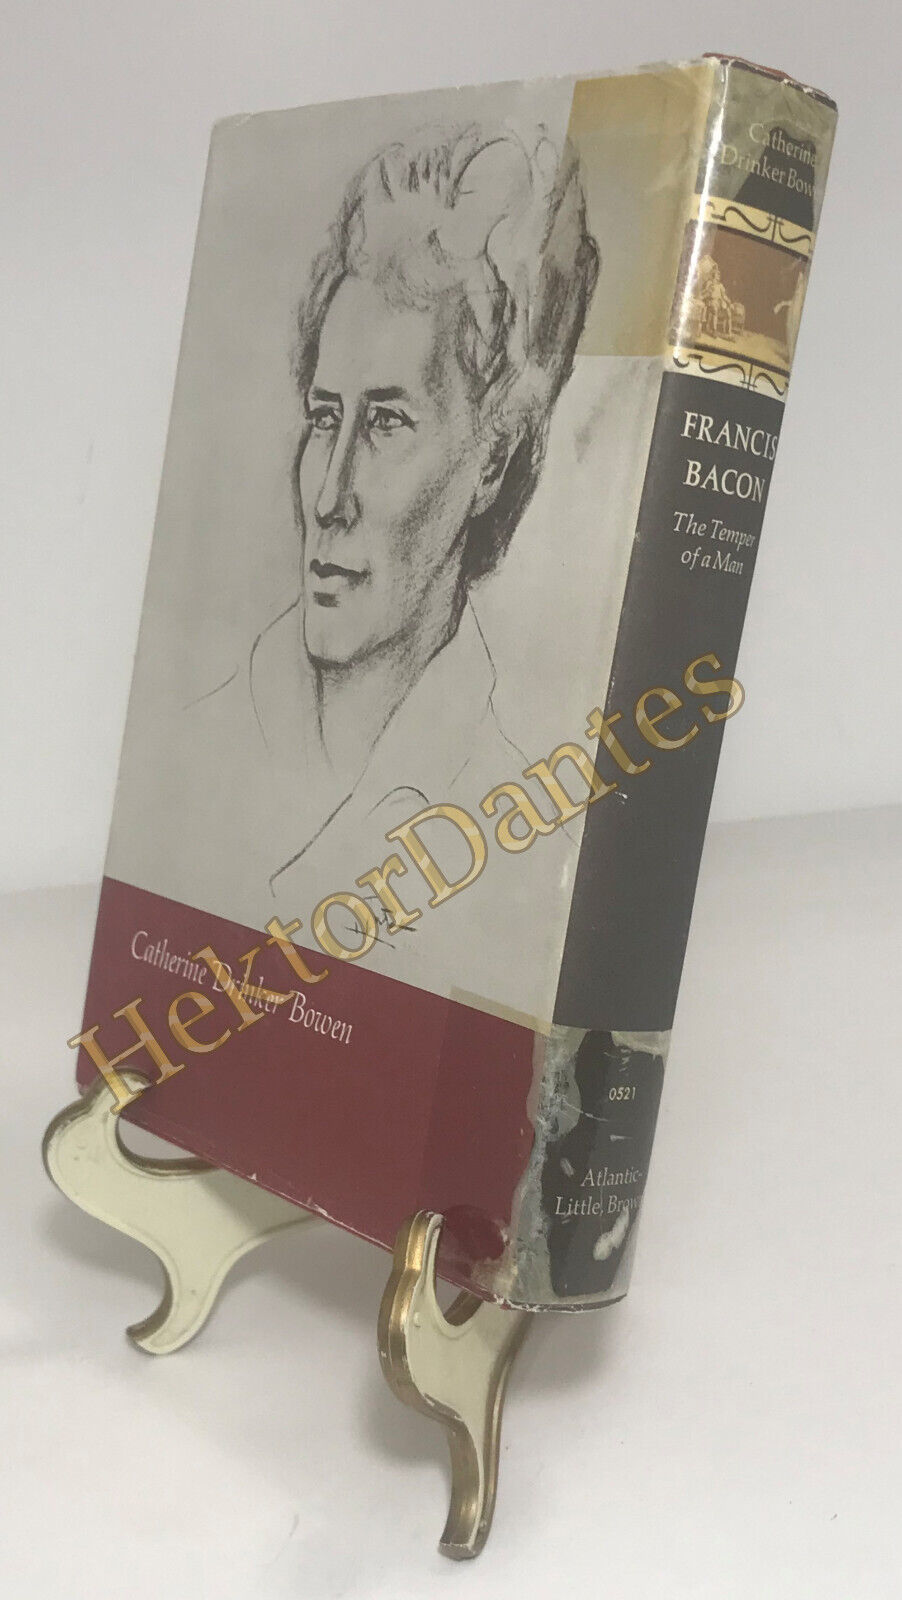 Catherine
Drinker Bow
FRANCIS
BACON
The Temper
of a Man
HektorDantes
Catherine Drinker Bowen
0521
Atlantic-
Little, Brow